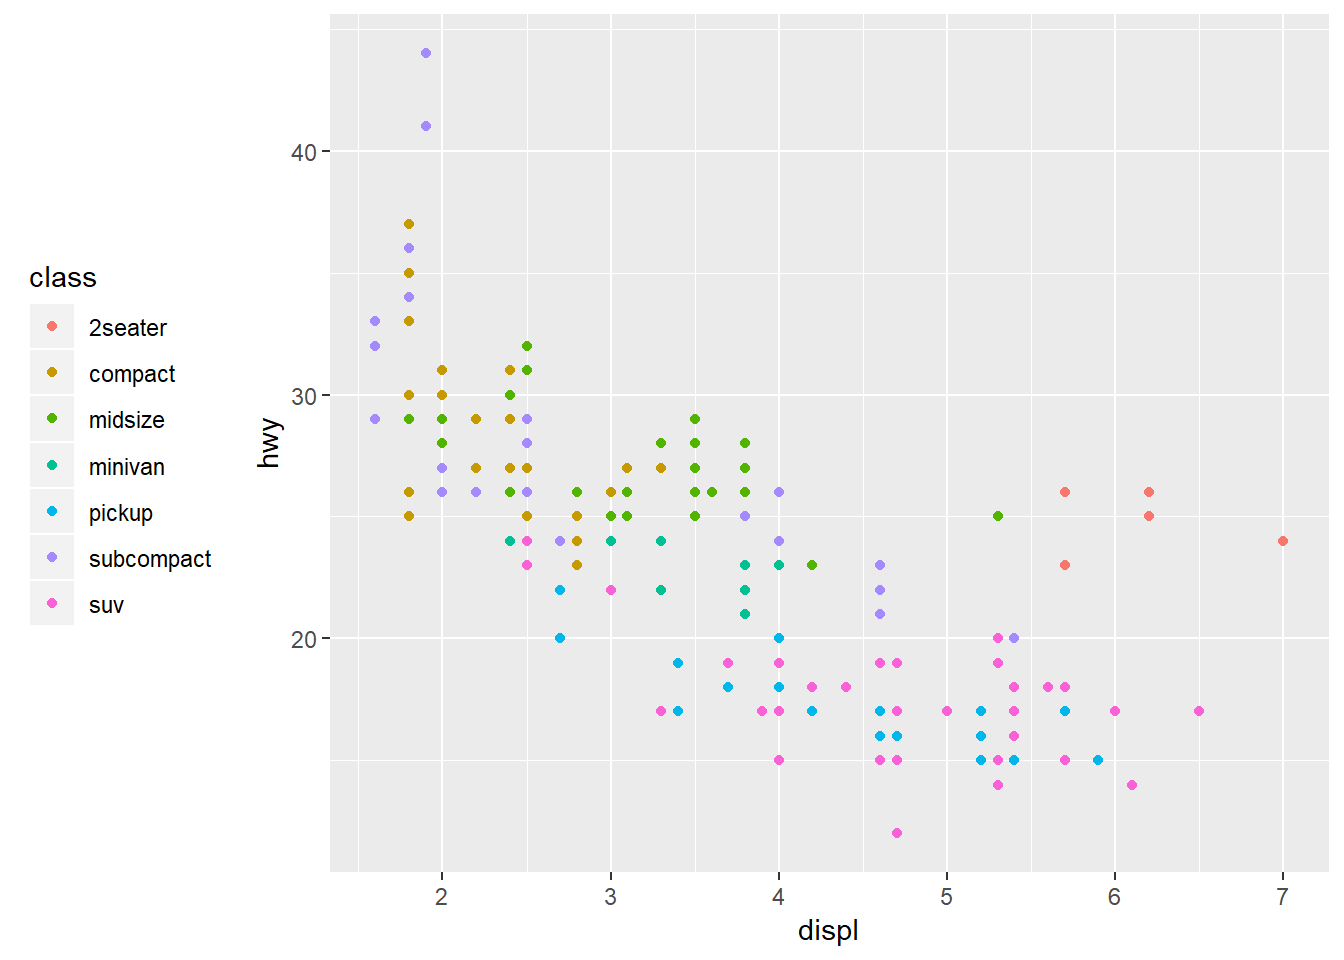 class
2seater
compact
midsize
minivan
pickup
subcompact
suv
hwy
40
30
20
2 3 4 5 6 7
displ